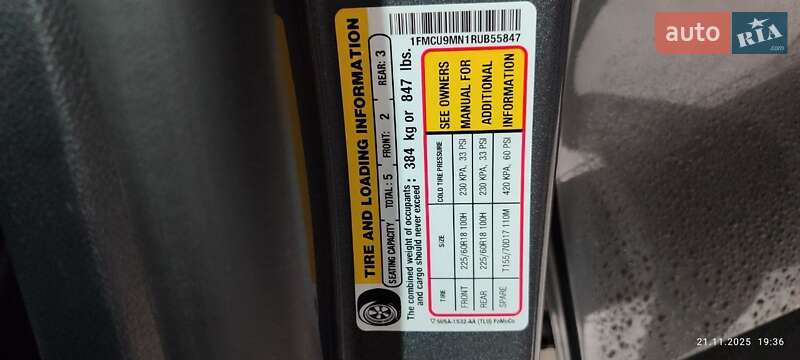 TIRE AND LOADING INFORMATION
SEATING CAPACITY TOTAL: 5 FRONT: 2 REAR: 3
The combined weight of occupants and cargo should never exceed: 384 kg or 847 lbs.
TIRE SIZE COLD TIRE PRESSURE SEE OWNERS
FRONT 225/60R18 100H 230 KPA, 33 PSI MANUAL FOR
REAR 225/60R18 100H 230 KPA, 33 PSI ADDITIONAL
SPARE T155/70D17 110M 420 KPA, 60 PSI INFORMATION
1FMCU9MN1RUB55847
auto RIA .com
21.11.2025 19:36